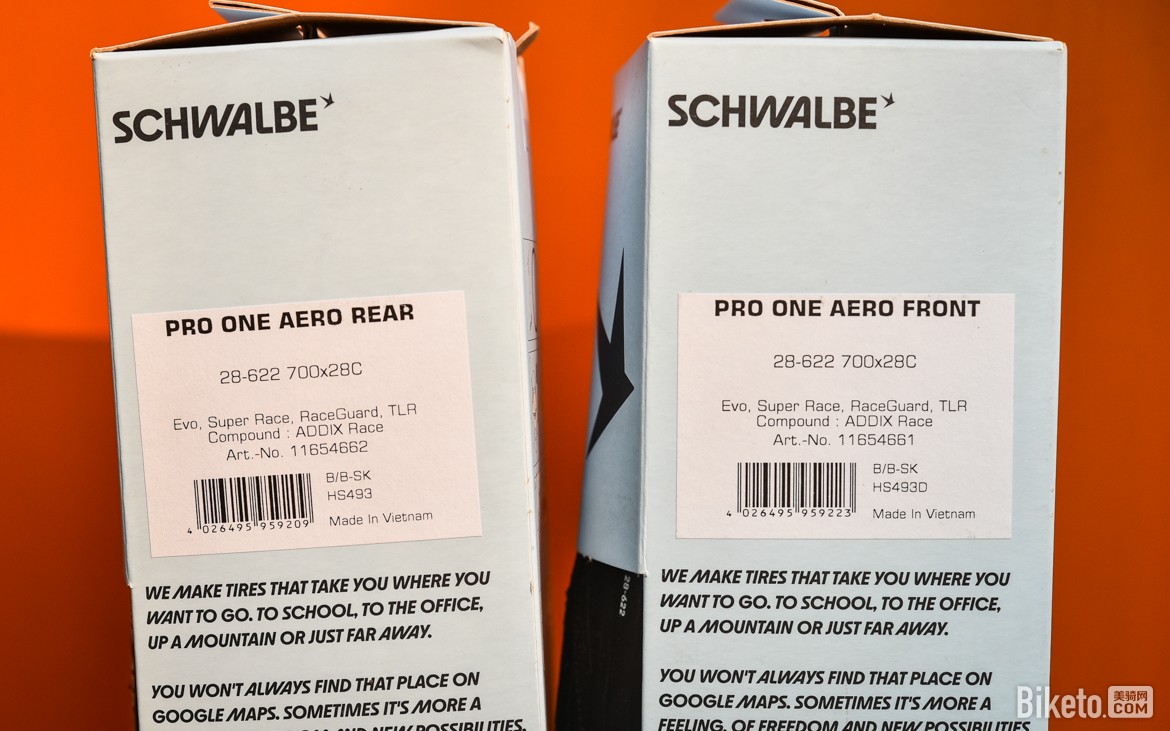 SCHWALBE
PRO ONE AERO REAR
28-622 700x28C
Evo, Super Race, RaceGuard, TLR
Compound : ADDIX Race
Art.-No. 11654662
B/B-SK
HS493
4 026495 959209
Made In Vietnam
WE MAKE TIRES THAT TAKE YOU WHERE YOU
WANT TO GO. TO SCHOOL, TO THE OFFICE,
UP A MOUNTAIN OR JUST FAR AWAY.
YOU WON'T ALWAYS FIND THAT PLACE ON
GOOGLE MAPS. SOMETIMES IT'S MORE A
AND NEW POSSIBILITIES.
SCHWALBE
PRO ONE AERO FRONT
28-622 700x28C
Evo, Super Race, RaceGuard, TLR
Compound : ADDIX Race
Art.-No. 11654661
B/B-SK
HS493D
4 026495 959223
Made In Vietnam
28-622
WE MAKE TIRES THAT TAKE YOU WHERE YOU
WANT TO GO. TO SCHOOL, TO THE OFFICE,
UP A MOUNTAIN OR JUST FAR AWAY.
YOU WON'T ALWAYS FIND THAT PLACE ON
GOOGLE MAPS. SOMETIMES IT'S MORE A
FEELING. OF FREEDOM AND NEW POSSIBILITIES
Biketo.美骑网COM